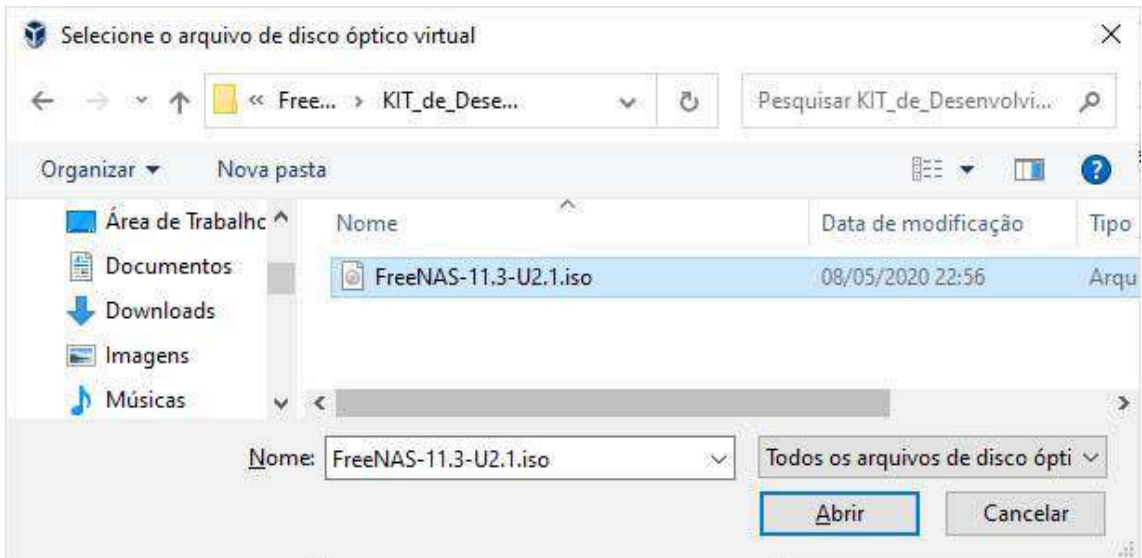 Selecione o arquivo de disco óptico virtual
« Free... › KIT_de_Dese...
Pesquisar KIT_de_Desenvolvi...
Organizar
Nova pasta
Área de Trabalhc
Nome
Data de modificação
Tipo
Documentos
FreeNAS-11.3-U2.1.iso
08/05/2020 22:56
Arqu
Downloads
Imagens
Músicas
Nome:
FreeNAS-11.3-U2.1.iso
Todos os arquivos de disco ópti
Abrir
Cancelar